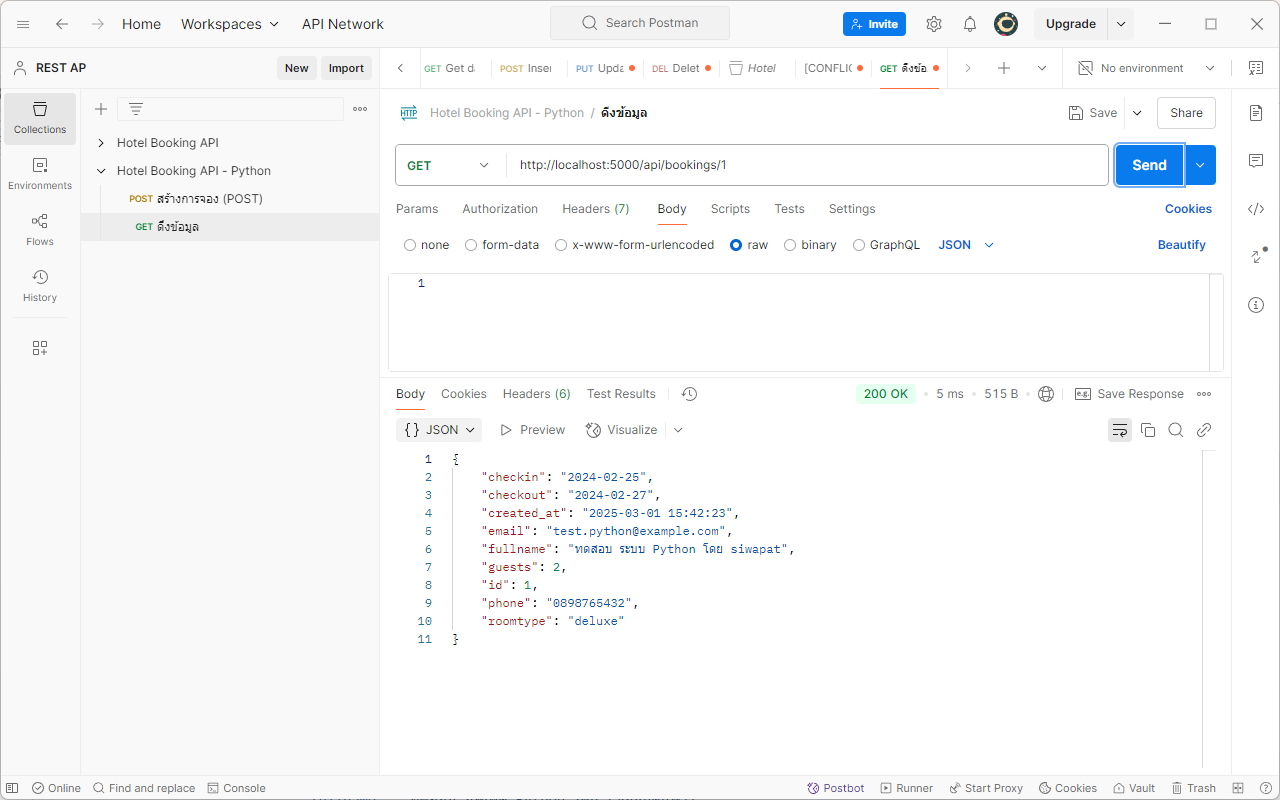 Home Workspaces API Network Search Postman Invite Upgrade
REST AP New Import GET Get d POST Inser PUT Upda DEL Delet Hotel [CONFLIC GET ดึงข้อ No environment
Collections
Environments
Flows
History
Hotel Booking API
Hotel Booking API - Python
POST สร้างการจอง (POST)
GET ดึงข้อมูล
HTTP Hotel Booking API - Python / ดึงข้อมูล Save Share
GET http://localhost:5000/api/bookings/1 Send
Params Authorization Headers (7) Body Scripts Tests Settings Cookies
none form-data x-www-form-urlencoded raw binary GraphQL JSON Beautify
1
Body Cookies Headers (6) Test Results 200 OK • 5 ms • 515 B • e.g. Save Response
{} JSON Preview Visualize
1 {
2 "checkin": "2024-02-25",
3 "checkout": "2024-02-27",
4 "created_at": "2025-03-01 15:42:23",
5 "email": "test.python@example.com",
6 "fullname": "ทดสอบ ระบบ Python โดย siwapat",
7 "guests": 2,
8 "id": 1,
9 "phone": "0898765432",
10 "roomtype": "deluxe"
11 }
Online Find and replace Console Postbot Runner Start Proxy Cookies Vault Trash